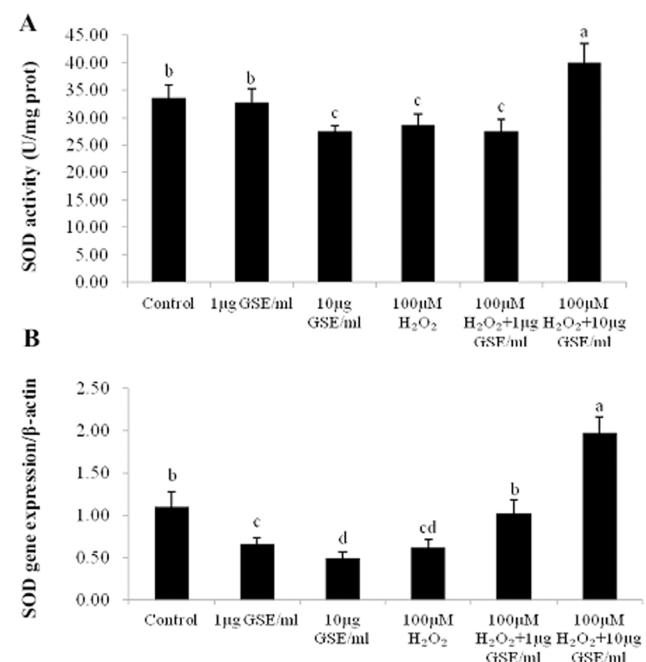 A
SOD activity (U/mg prot)
45.00
40.00
35.00
30.00
25.00
20.00
15.00
10.00
5.00
0.00
b
b
c
c
c
a
Control
1μg GSE/ml
10μg
GSE/ml
100μM
H₂O₂
100μM
H₂O₂+1μg
GSE/ml
100μM
H₂O₂+10μg
GSE/ml
B
SOD gene expression/β-actin
2.50
2.00
1.50
1.00
0.50
0.00
b
c
d
cd
b
a
Control
1μg GSE/ml
10μg
GSE/ml
100μM
H₂O₂
100μM
H₂O₂+1μg
GSE/ml
100μM
H₂O₂+10μg
GSE/ml